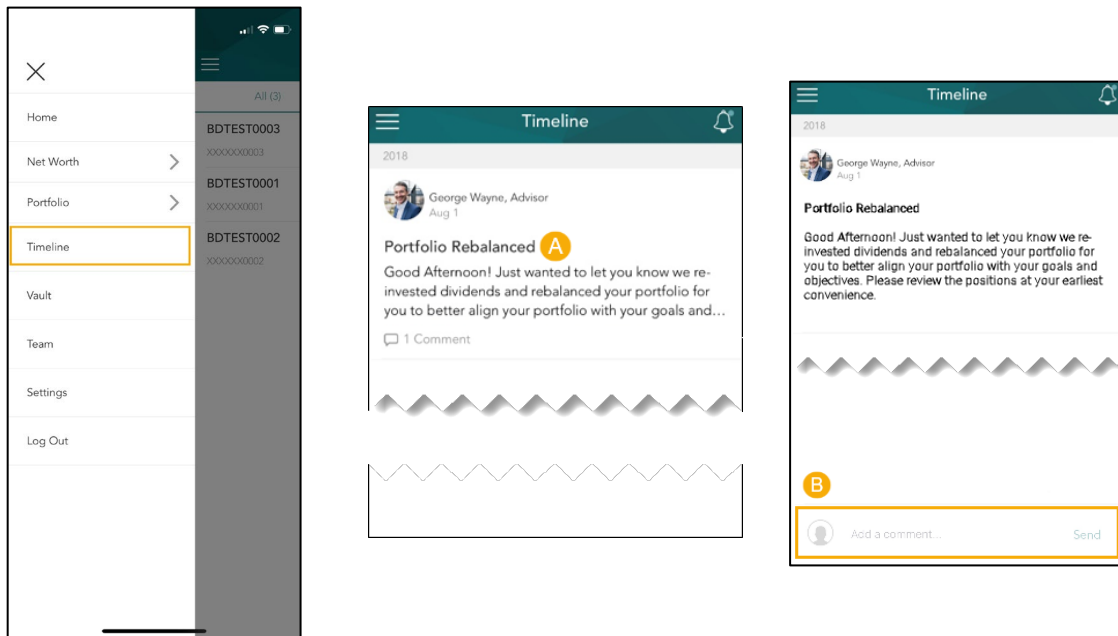 Home
Net Worth
Portfolio
Timeline
Vault
Team
Settings
Log Out
All (3)
BDTEST0003
XXXXXX0003
BDTEST0001
XXXXXX0001
BDTEST0002
XXXXXX0002
Timeline
2018
George Wayne, Advisor
Aug 1
Portfolio Rebalanced A
Good Afternoon! Just wanted to let you know we re-
invested dividends and rebalanced your portfolio for
you to better align your portfolio with your goals and...
1 Comment
Timeline
2018
George Wayne, Advisor
Aug 1
Portfolio Rebalanced
Good Afternoon! Just wanted to let you know we re-
invested dividends and rebalanced your portfolio for
you to better align your portfolio with your goals and
objectives. Please review the positions at your earliest
convenience.
B
Add a comment... Send